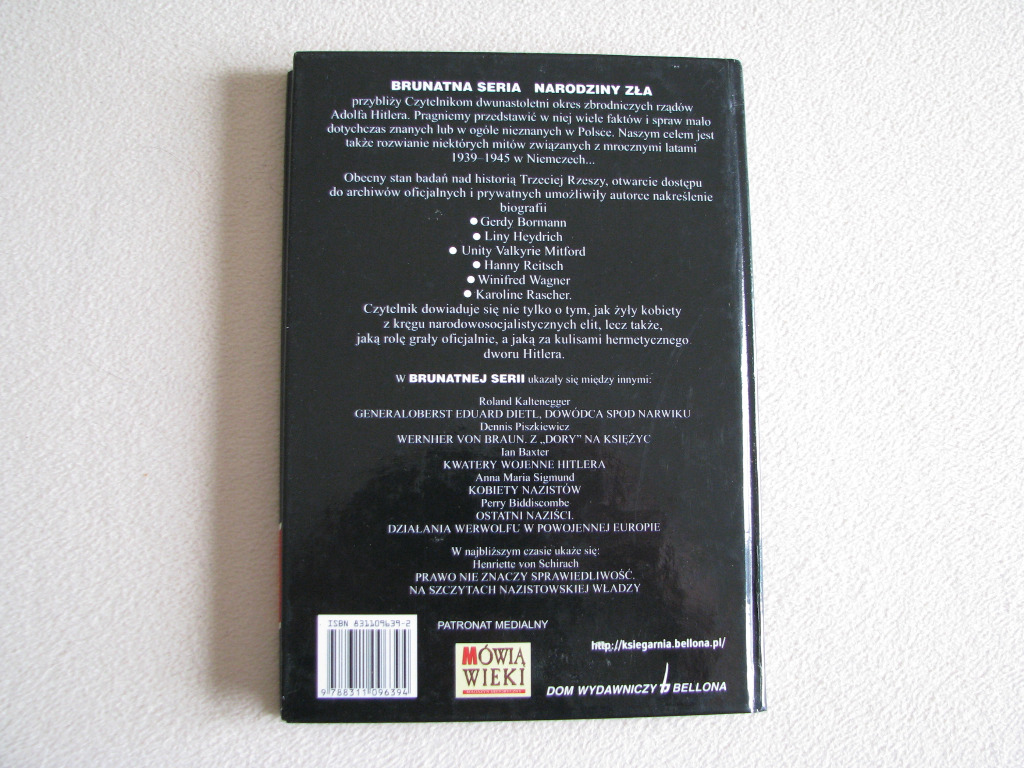 BRUNATNA SERIA NARODZINY ZŁA
przybliży Czytelnikom dwunastoletni okres zbrodniczych rządów
Adolfa Hitlera. Pragniemy przedstawić w niej wiele faktów i spraw mało
dotychczas znanych lub w ogóle nieznanych w Polsce. Naszym celem jest
także rozwianie niektórych mitów związanych z mrocznymi latami
1939–1945 w Niemczech...
Obecny stan badań nad historią Trzeciej Rzeszy, otwarcie dostępu
do archiwów oficjalnych i prywatnych umożliwiły autorce nakreślenie
biografii
● Gerdy Bormann
● Liny Heydrich
● Unity Valkyrie Mitford
● Hanny Reitsch
● Winifred Wagner
● Karoline Rascher.
Czytelnik dowiaduje się nie tylko o tym, jak żyły kobiety
z kręgu narodowosocjalistycznych elit, lecz także,
jaką rolę grały oficjalnie, a jaką za kulisami hermetycznego
dworu Hitlera.
W BRUNATNEJ SERII ukazały się między innymi:
Roland Kaltenegger
GENERALOBERST EDUARD DIETL, DOWÓDCA SPOD NARWIKU
Dennis Piszkiewicz
WERNHER VON BRAUN. Z „DORY” NA KSIĘŻYC
Ian Baxter
KWATERY WOJENNE HITLERA
Anna Maria Sigmund
KOBIETY NAZISTÓW
Perry Biddiscombe
OSTATNI NAZIŚCI.
DZIAŁANIA WERWOLFU W POWOJENNEJ EUROPIE
W najbliższym czasie ukaże się:
Henriette von Schirach
PRAWO NIE ZNACZY SPRAWIEDLIWOŚĆ.
NA SZCZYTACH NAZISTOWSKIEJ WŁADZY
ISBN 831109639-2
9 788311 096394
PATRONAT MEDIALNY
MÓWIĄ
WIEKI
http://ksiegarnia.bellona.pl/
DOM WYDAWNICZY BELLONA